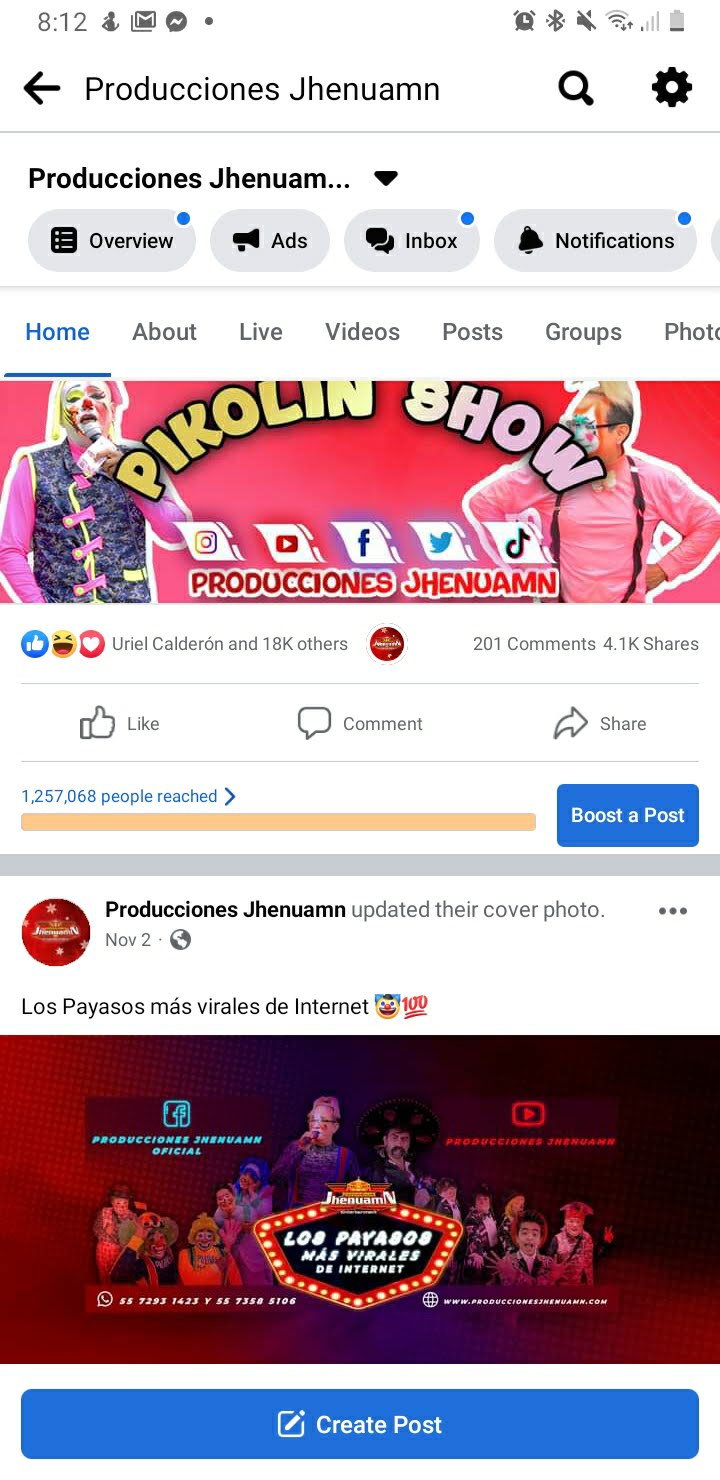 8:12
Producciones Jhenuamn
Producciones Jhenuam...
Overview
Ads
Inbox
Notifications
Home
About
Live
Videos
Posts
Groups
Photo
PIKOLIN SHOW
PRODUCCIONES JHENUAMN
Uriel Calderón and 18K others
201 Comments 4.1K Shares
Like
Comment
Share
1,257,068 people reached
Boost a Post
JhenuamN
Producciones Jhenuamn updated their cover photo.
Nov 2 ·
Los Payasos más virales de Internet 🤡💯
PRODUCCIONES JHENUAMN
OFICIAL
PRODUCCIONES JHENUAMN
PRODUCCIONES
JhenuamN
Entertainment
LOS PAYASOS
MÁS VIRALES
DE INTERNET
55 7293 1423 Y 55 7358 5106
WWW.PRODUCCIONESJHENUAMN.COM
Create Post